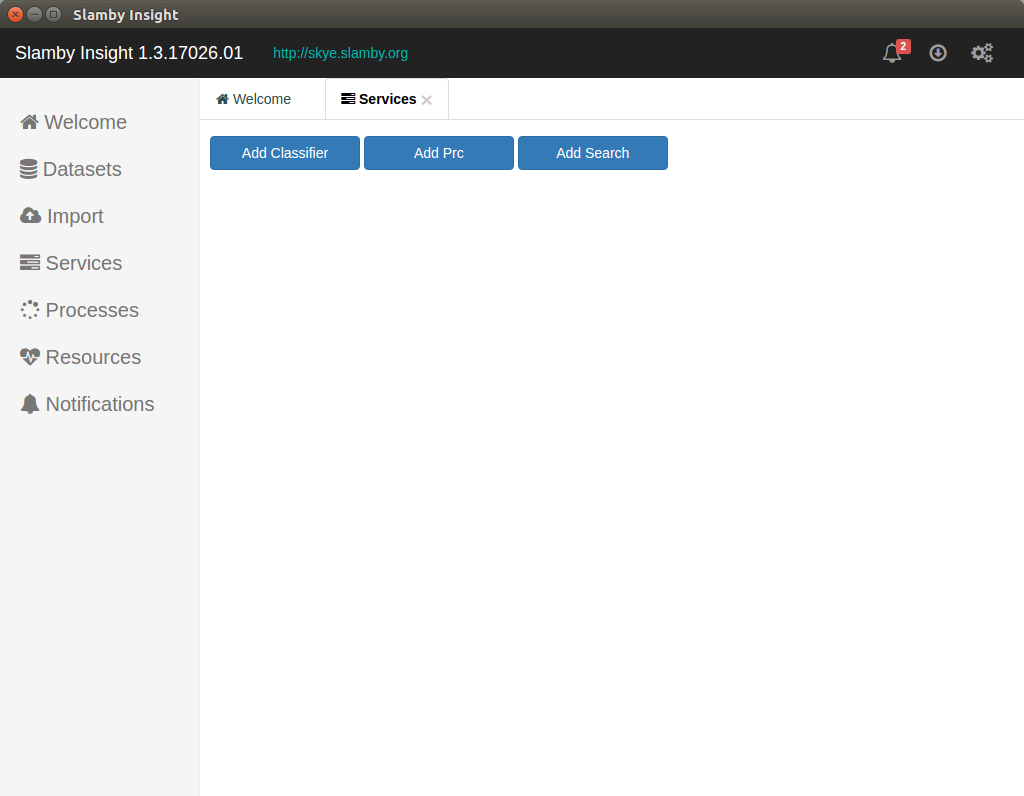 Slamby Insight
Slamby Insight 1.3.17026.01 http://skye.slamby.org 2
Welcome Services
Add Classifier Add Prc Add Search
Welcome
Datasets
Import
Services
Processes
Resources
Notifications